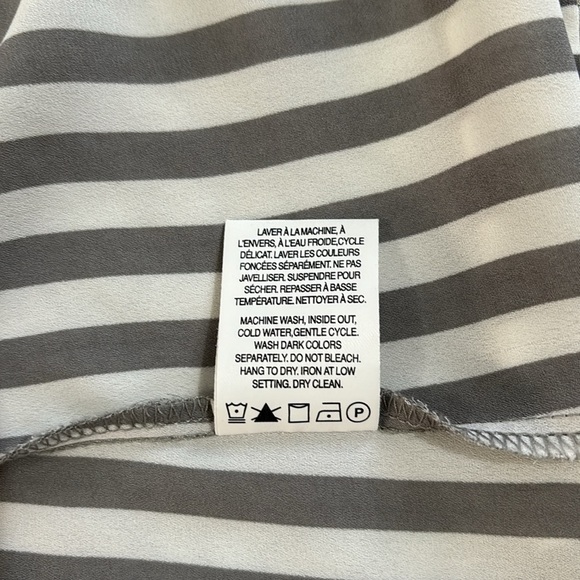 LAVER À LA MACHINE, À
L'ENVERS, À L'EAU FROIDE,CYCLE
DÉLICAT. LAVER LES COULEURS
FONCÉES SÉPARÉMENT. NE PAS
JAVELLISER. SUSPENDRE POUR
SÉCHER. REPASSER À BASSE
TEMPÉRATURE. NETTOYER À SEC.
MACHINE WASH, INSIDE OUT,
COLD WATER,GENTLE CYCLE.
WASH DARK COLORS
SEPARATELY. DO NOT BLEACH.
HANG TO DRY. IRON AT LOW
SETTING. DRY CLEAN.
P